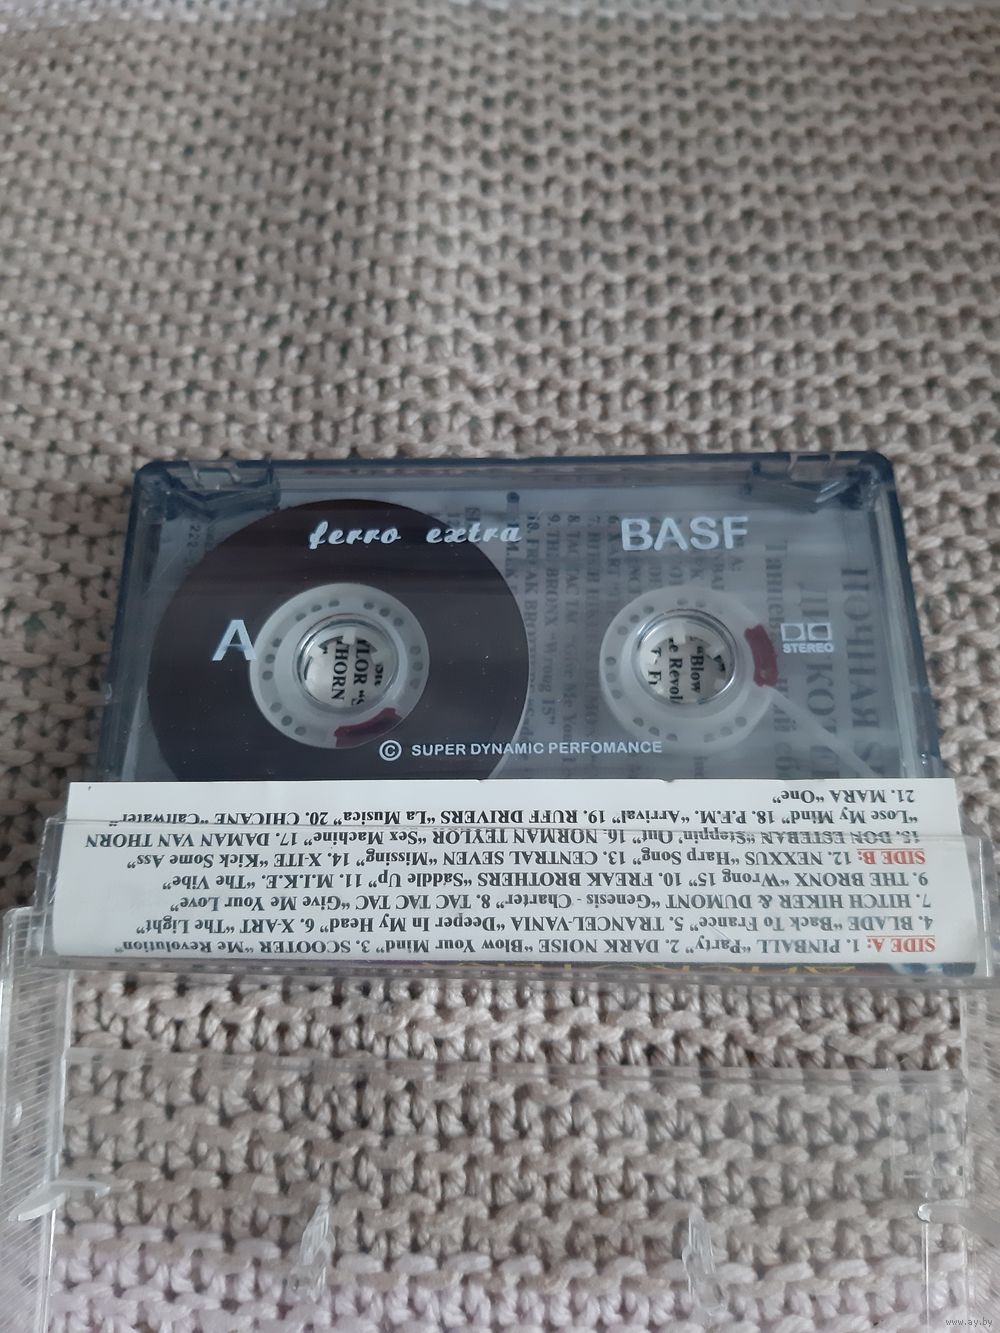 ferro extra
BASF
A
STEREO
© SUPER DYNAMIC PERFOMANCE
SIDE A: 1. PINBALL “Party” 2. DARK NOISE “Blow Your Mind” 3. SCOOTER “Me Revolution”
4. BLADE “Back To France” 5. TRANCEL-VANIA “Deeper In My Head” 6. X-ART “The Light”
7. HITCH HIKER & DUMONT “Genesis - Charter” 8. TAC TAC TAC “Give Me Your Love”
9. THE BRONX “Wrong 15” 10. FREAK BROTHERS “Saddle Up” 11. M.I.K.E. “The Vibe”
SIDE B: 12. NEXXUS “Harp Song” 13. CENTRAL SEVEN “Missing” 14. X-ITE “Kick Some Ass”
15. DON ESTEBAN “Steppin’ Out” 16. NORMAN TEYLOR “Sex Machine” 17. DAMAN VAN THORN
“Lose My Mind” 18. P.F.M. “Arrival” 19. RUFF DRIVERS “La Musica” 20. CHICANE “Caltwater”
21. MARA “One”
www.ay.by